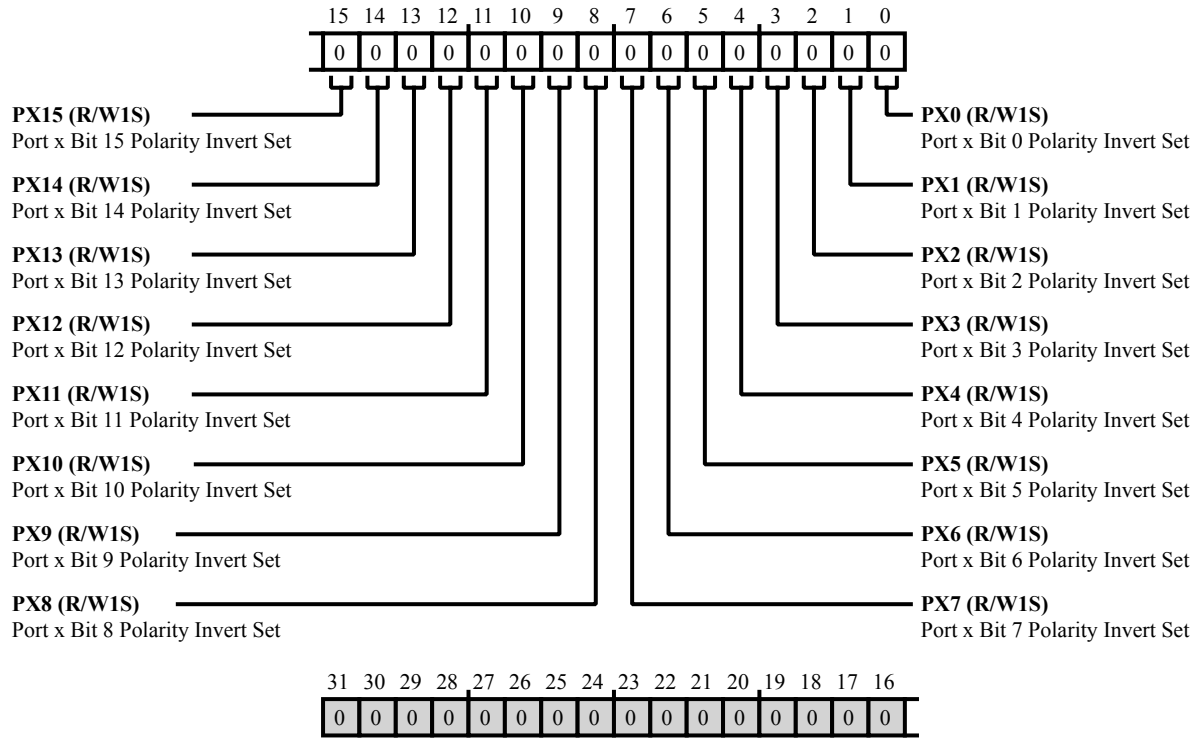 15 14 13 12 11 10 9 8 7 6 5 4 3 2 1 0
0 0 0 0 0 0 0 0 0 0 0 0 0 0 0 0
PX15 (R/W1S)
Port x Bit 15 Polarity Invert Set
PX14 (R/W1S)
Port x Bit 14 Polarity Invert Set
PX13 (R/W1S)
Port x Bit 13 Polarity Invert Set
PX12 (R/W1S)
Port x Bit 12 Polarity Invert Set
PX11 (R/W1S)
Port x Bit 11 Polarity Invert Set
PX10 (R/W1S)
Port x Bit 10 Polarity Invert Set
PX9 (R/W1S)
Port x Bit 9 Polarity Invert Set
PX8 (R/W1S)
Port x Bit 8 Polarity Invert Set
PX0 (R/W1S)
Port x Bit 0 Polarity Invert Set
PX1 (R/W1S)
Port x Bit 1 Polarity Invert Set
PX2 (R/W1S)
Port x Bit 2 Polarity Invert Set
PX3 (R/W1S)
Port x Bit 3 Polarity Invert Set
PX4 (R/W1S)
Port x Bit 4 Polarity Invert Set
PX5 (R/W1S)
Port x Bit 5 Polarity Invert Set
PX6 (R/W1S)
Port x Bit 6 Polarity Invert Set
PX7 (R/W1S)
Port x Bit 7 Polarity Invert Set
31 30 29 28 27 26 25 24 23 22 21 20 19 18 17 16
0 0 0 0 0 0 0 0 0 0 0 0 0 0 0 0